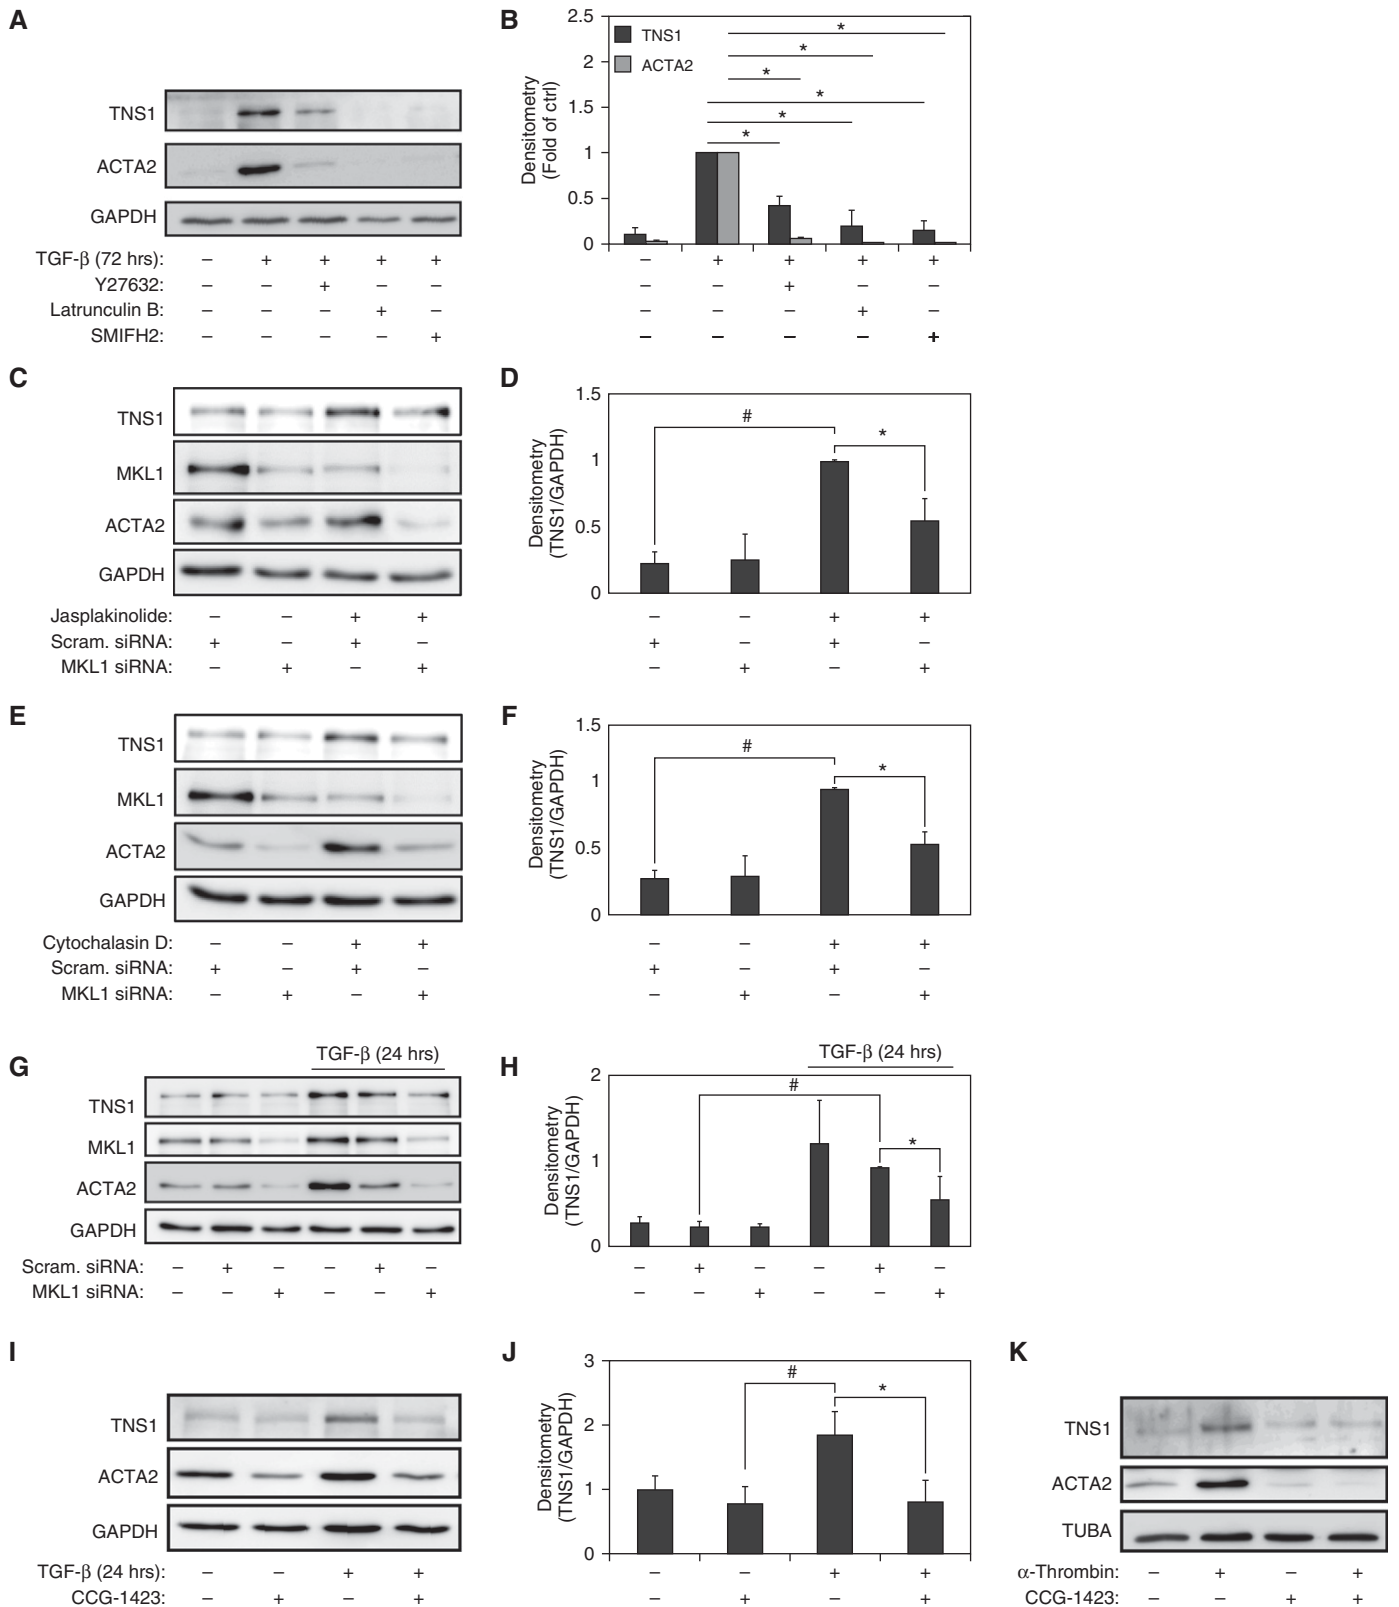 A
TNS1
ACTA2
GAPDH
TGF-β (72 hrs): – + + + +
Y27632: – – + – –
Latrunculin B: – – – + –
SMIFH2: – – – – +
B
Densitometry
(Fold of ctrl)
2.5
2
1.5
1
0.5
0
TNS1
ACTA2
*
*
*
*
*
*
– + + + +
– – + – –
– – – + –
– – – – +
C
TNS1
MKL1
ACTA2
GAPDH
Jasplakinolide: – – + +
Scram. siRNA: + – + –
MKL1 siRNA: – + – +
D
Densitometry
(TNS1/GAPDH)
1.5
1
0.5
0
#
*
– – + +
+ – + –
– + – +
E
TNS1
MKL1
ACTA2
GAPDH
Cytochalasin D: – – + +
Scram. siRNA: + – + –
MKL1 siRNA: – + – +
F
Densitometry
(TNS1/GAPDH)
1.5
1
0.5
0
#
*
– – + +
+ – + –
– + – +
G
TGF-β (24 hrs)
TNS1
MKL1
ACTA2
GAPDH
Scram. siRNA: – + – – + –
MKL1 siRNA: – – + – – +
H
TGF-β (24 hrs)
Densitometry
(TNS1/GAPDH)
2
1
0
#
*
– + – – + –
– – + – – +
I
TNS1
ACTA2
GAPDH
TGF-β (24 hrs): – – + +
CCG-1423: – + – +
J
Densitometry
(TNS1/GAPDH)
3
2
1
0
#
*
– – + +
– + – +
K
TNS1
ACTA2
TUBA
α-Thrombin: – + – +
CCG-1423: – – + +